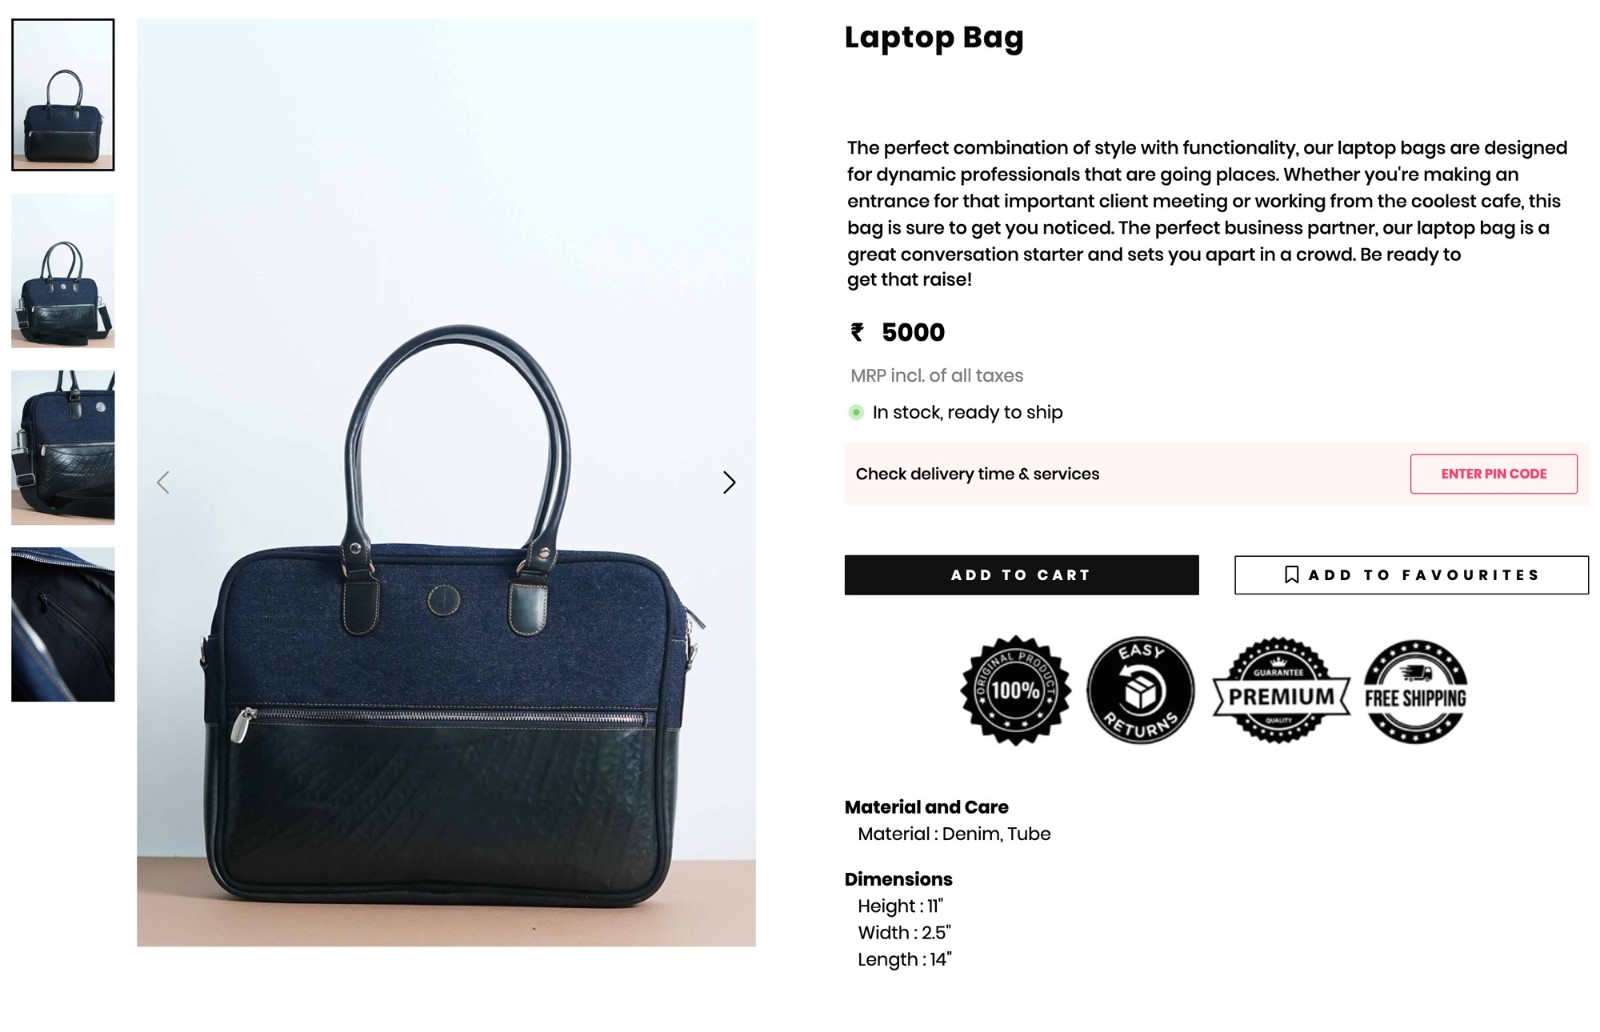 Laptop Bag
The perfect combination of style with functionality, our laptop bags are designed
for dynamic professionals that are going places. Whether you're making an
entrance for that important client meeting or working from the coolest cafe, this
bag is sure to get you noticed. The perfect business partner, our laptop bag is a
great conversation starter and sets you apart in a crowd. Be ready to
get that raise!
₹ 5000
MRP incl. of all taxes
In stock, ready to ship
Check delivery time & services
ENTER PIN CODE
ADD TO CART
ADD TO FAVOURITES
ORIGINAL PRODUCT
100%
EASY
RETURNS
GUARANTEE
PREMIUM
QUALITY
FREE SHIPPING
Material and Care
Material : Denim, Tube
Dimensions
Height : 11"
Width : 2.5"
Length : 14"